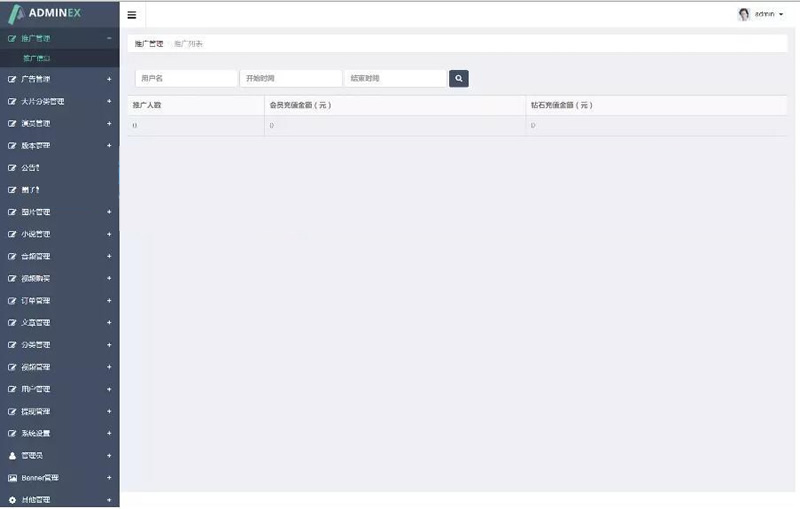 ADMINEX
admin
推广管理
推广信息
广告管理
大片分类管理
演员管理
版本管理
图片管理
小说管理
音频管理
视频购买
订单管理
文章管理
分类管理
视频管理
用户管理
提现管理
系统设置
管理员
Banner管理
其他管理
推广管理 推广列表
用户名 开始时间 结束时间
推广人数 会员充值金额（元） 钻石充值金额（元）
0 0 0